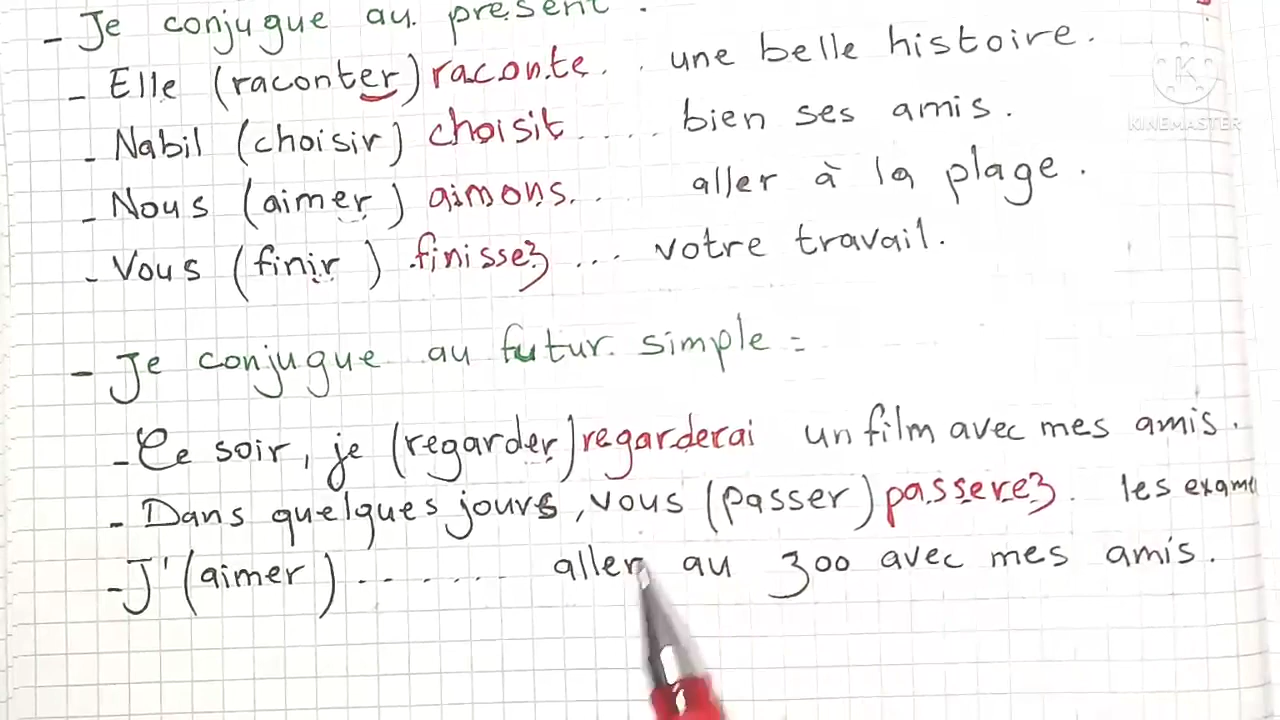 - Je conjugue au présent :
- Elle (raconter) raconte.. une belle histoire.
- Nabil (choisir) choisit .... bien ses amis.
- Nous (aimer) aimons... aller à la plage.
- Vous (finir) finissez ... votre travail.
- Je conjugue au futur simple :
- Ce soir, je (regarder) regarderai un film avec mes amis.
- Dans quelques jours, vous (passer) passerez. les exame
- J'(aimer) ....... aller au zoo avec mes amis.
K
KINEMASTER